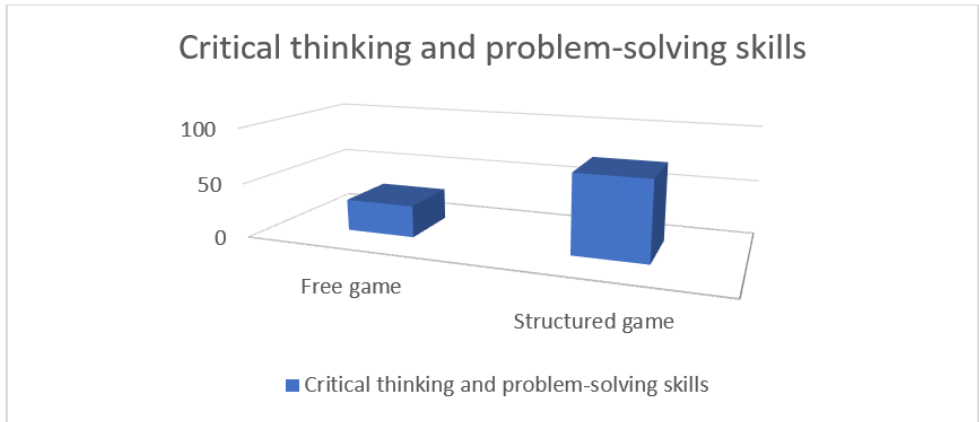 Critical thinking and problem-solving skills
100
50
0
Free game
Structured game
Critical thinking and problem-solving skills